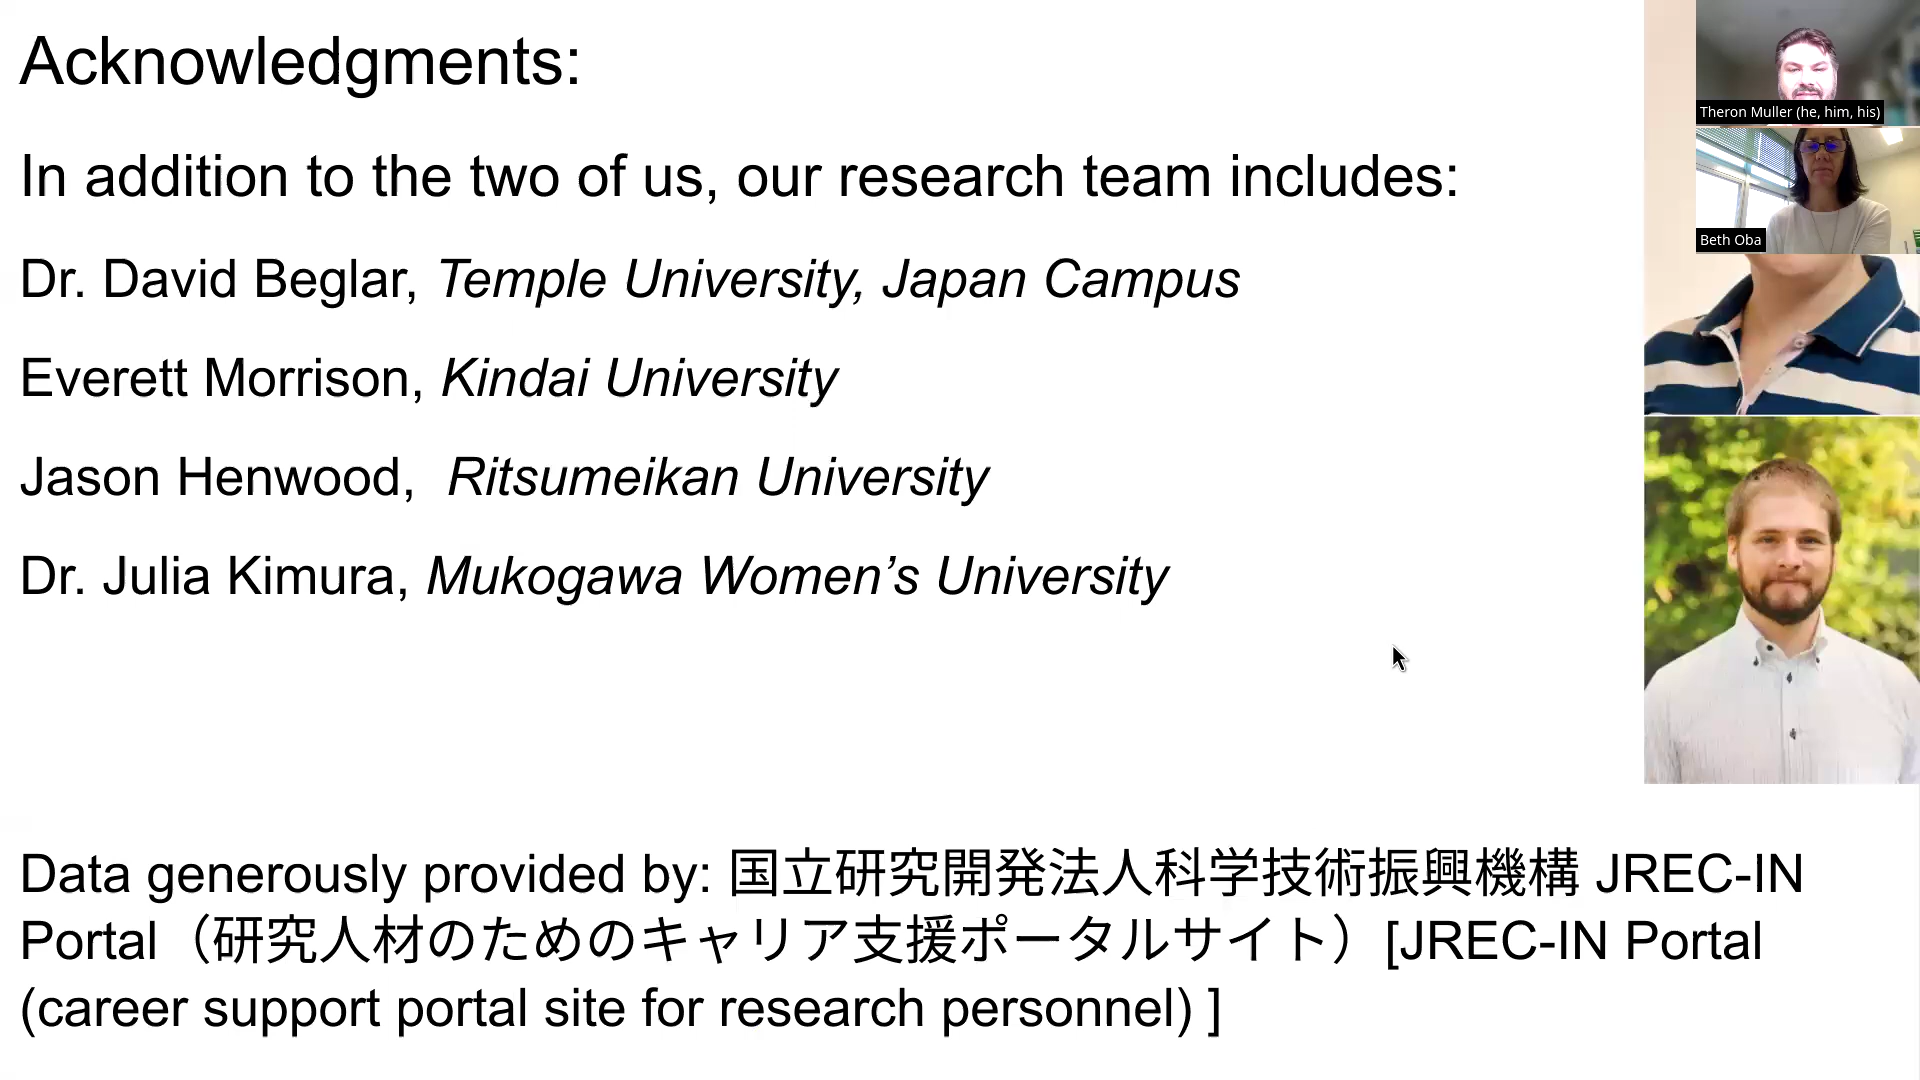 Acknowledgments:
In addition to the two of us, our research team includes:
Dr. David Beglar, Temple University, Japan Campus
Everett Morrison, Kindai University
Jason Henwood,  Ritsumeikan University
Dr. Julia Kimura, Mukogawa Women’s University
Data generously provided by: 国立研究開発法人科学技術振興機構 JREC-IN
Portal（研究人材のためのキャリア支援ポータルサイト）[JREC-IN Portal
(career support portal site for research personnel) ]
Theron Muller (he, him, his)
Beth Oba